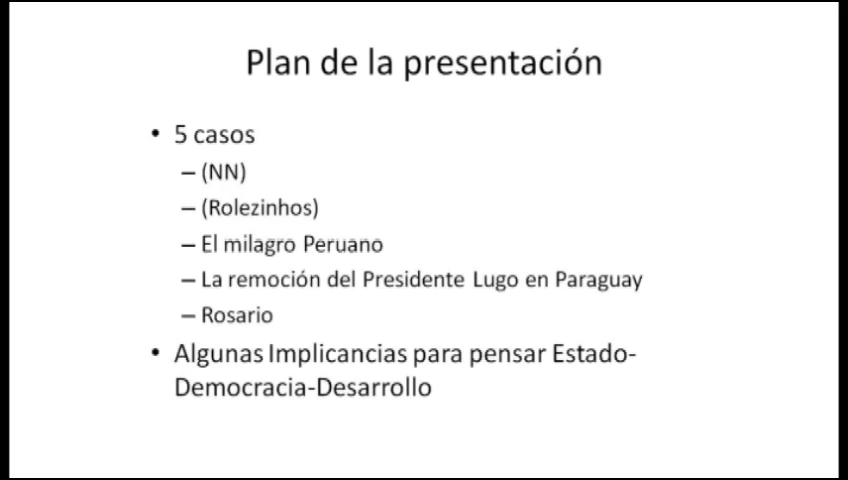 Plan de la presentación
• 5 casos
– (NN)
– (Rolezinhos)
– El milagro Peruano
– La remoción del Presidente Lugo en Paraguay
– Rosario
• Algunas Implicancias para pensar Estado-
Democracia-Desarrollo